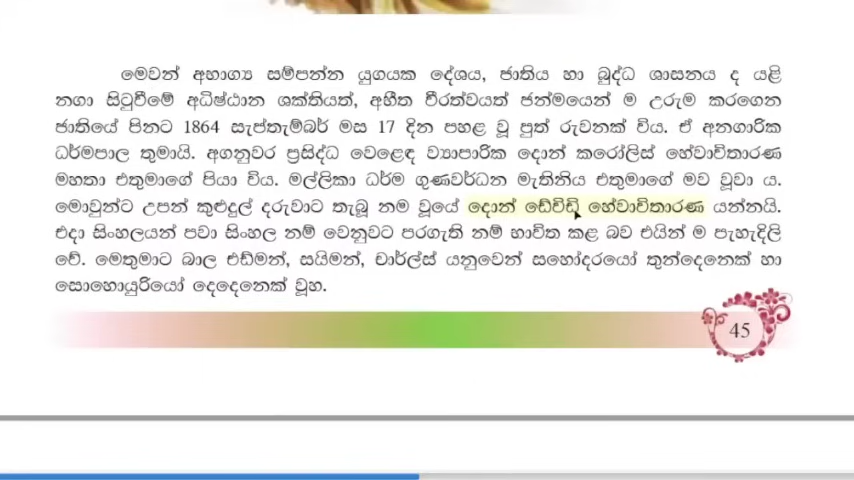 මෙවන් අභාග්‍ය සම්පන්න යුගයක දේශය, ජාතිය හා බුද්ධ ශාසනය ද යළි
නගා සිටුවීමේ අධිෂ්ඨාන ශක්තියත්, අභීත වීරත්වයත් ජන්මයෙන් ම උරුම කරගෙන
ජාතියේ පිනට 1864 සැප්තැම්බර් මස 17 දින පහළ වූ පුත් රුවනක් විය. ඒ අනගාරික
ධර්මපාල තුමායි. අගනුවර ප්‍රසිද්ධ වෙළෙඳ ව්‍යාපාරික දොන් කරෝලිස් හේවාවිතාරණ
මහතා එතුමාගේ පියා විය. මල්ලිකා ධර්ම ගුණවර්ධන මැතිනිය එතුමාගේ මව වූවා ය.
මොවුන්ට උපන් කුළුඳුල් දරුවාට තැබූ නම වූයේ දොන් ඩේවිඩ් හේවාවිතාරණ යන්නයි.
එදා සිංහලයන් පවා සිංහල නම් වෙනුවට පරගැති නම් භාවිත කළ බව එයින් ම පැහැදිලි
වේ. මෙතුමාට බාල එඩ්මන්, සයිමන්, චාර්ල්ස් යනුවෙන් සහෝදරයෝ තුන්දෙනෙක් හා
සොහොයුරියෝ දෙදෙනෙක් වූහ.
45